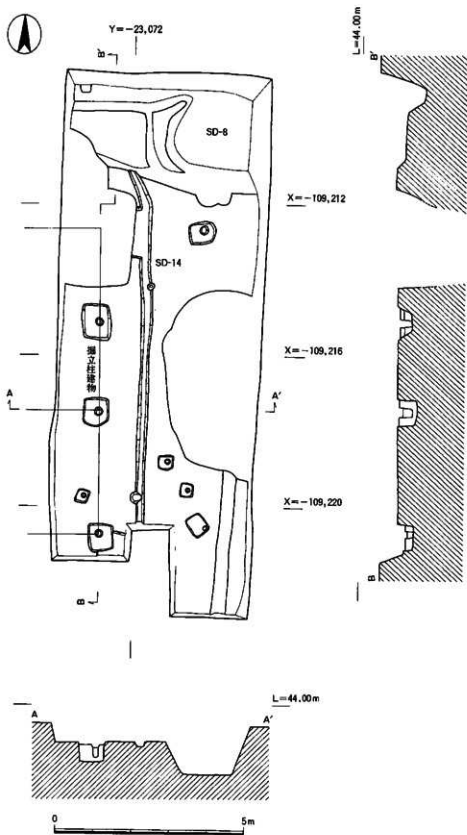 Y=-23,072
L=44.00m
B′
B′
SD-8
X=-109,212
SD-14
掘立柱建物
X=-109,216
A
A′
X=-109,220
B
B
L=44.00m
A
A′
0
5m